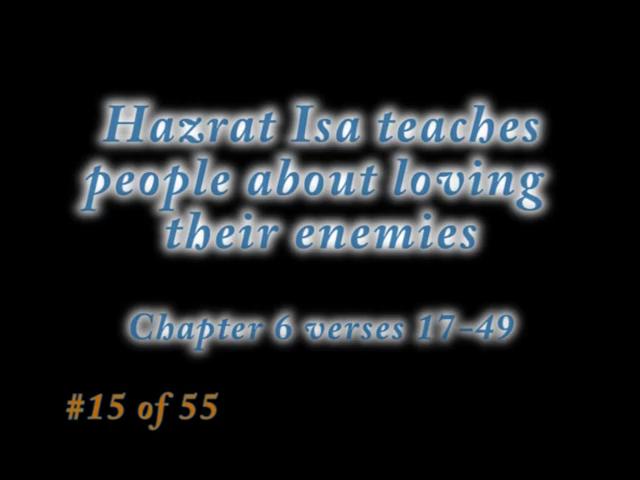 Hazrat Isa teaches
people about loving
their enemies
Chapter 6 verses 17-49
#15 of 55